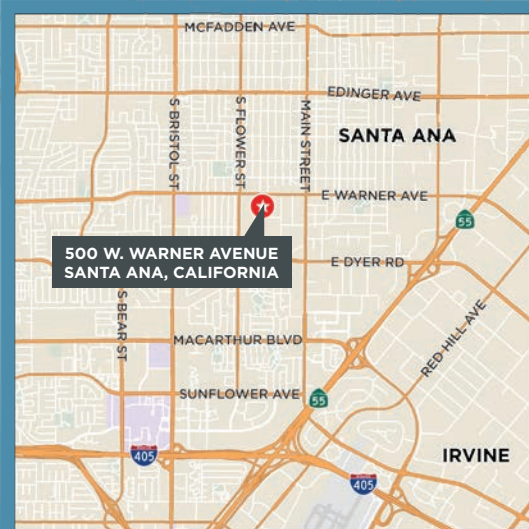 MCFADDEN AVE
EDINGER AVE
S BRISTOL ST
S FLOWER ST
MAIN STREET
SANTA ANA
E WARNER AVE
55
500 W. WARNER AVENUE
SANTA ANA, CALIFORNIA
E DYER RD
S BEAR ST
MACARTHUR BLVD
RED HILL AVE
SUNFLOWER AVE
55
405
IRVINE
405